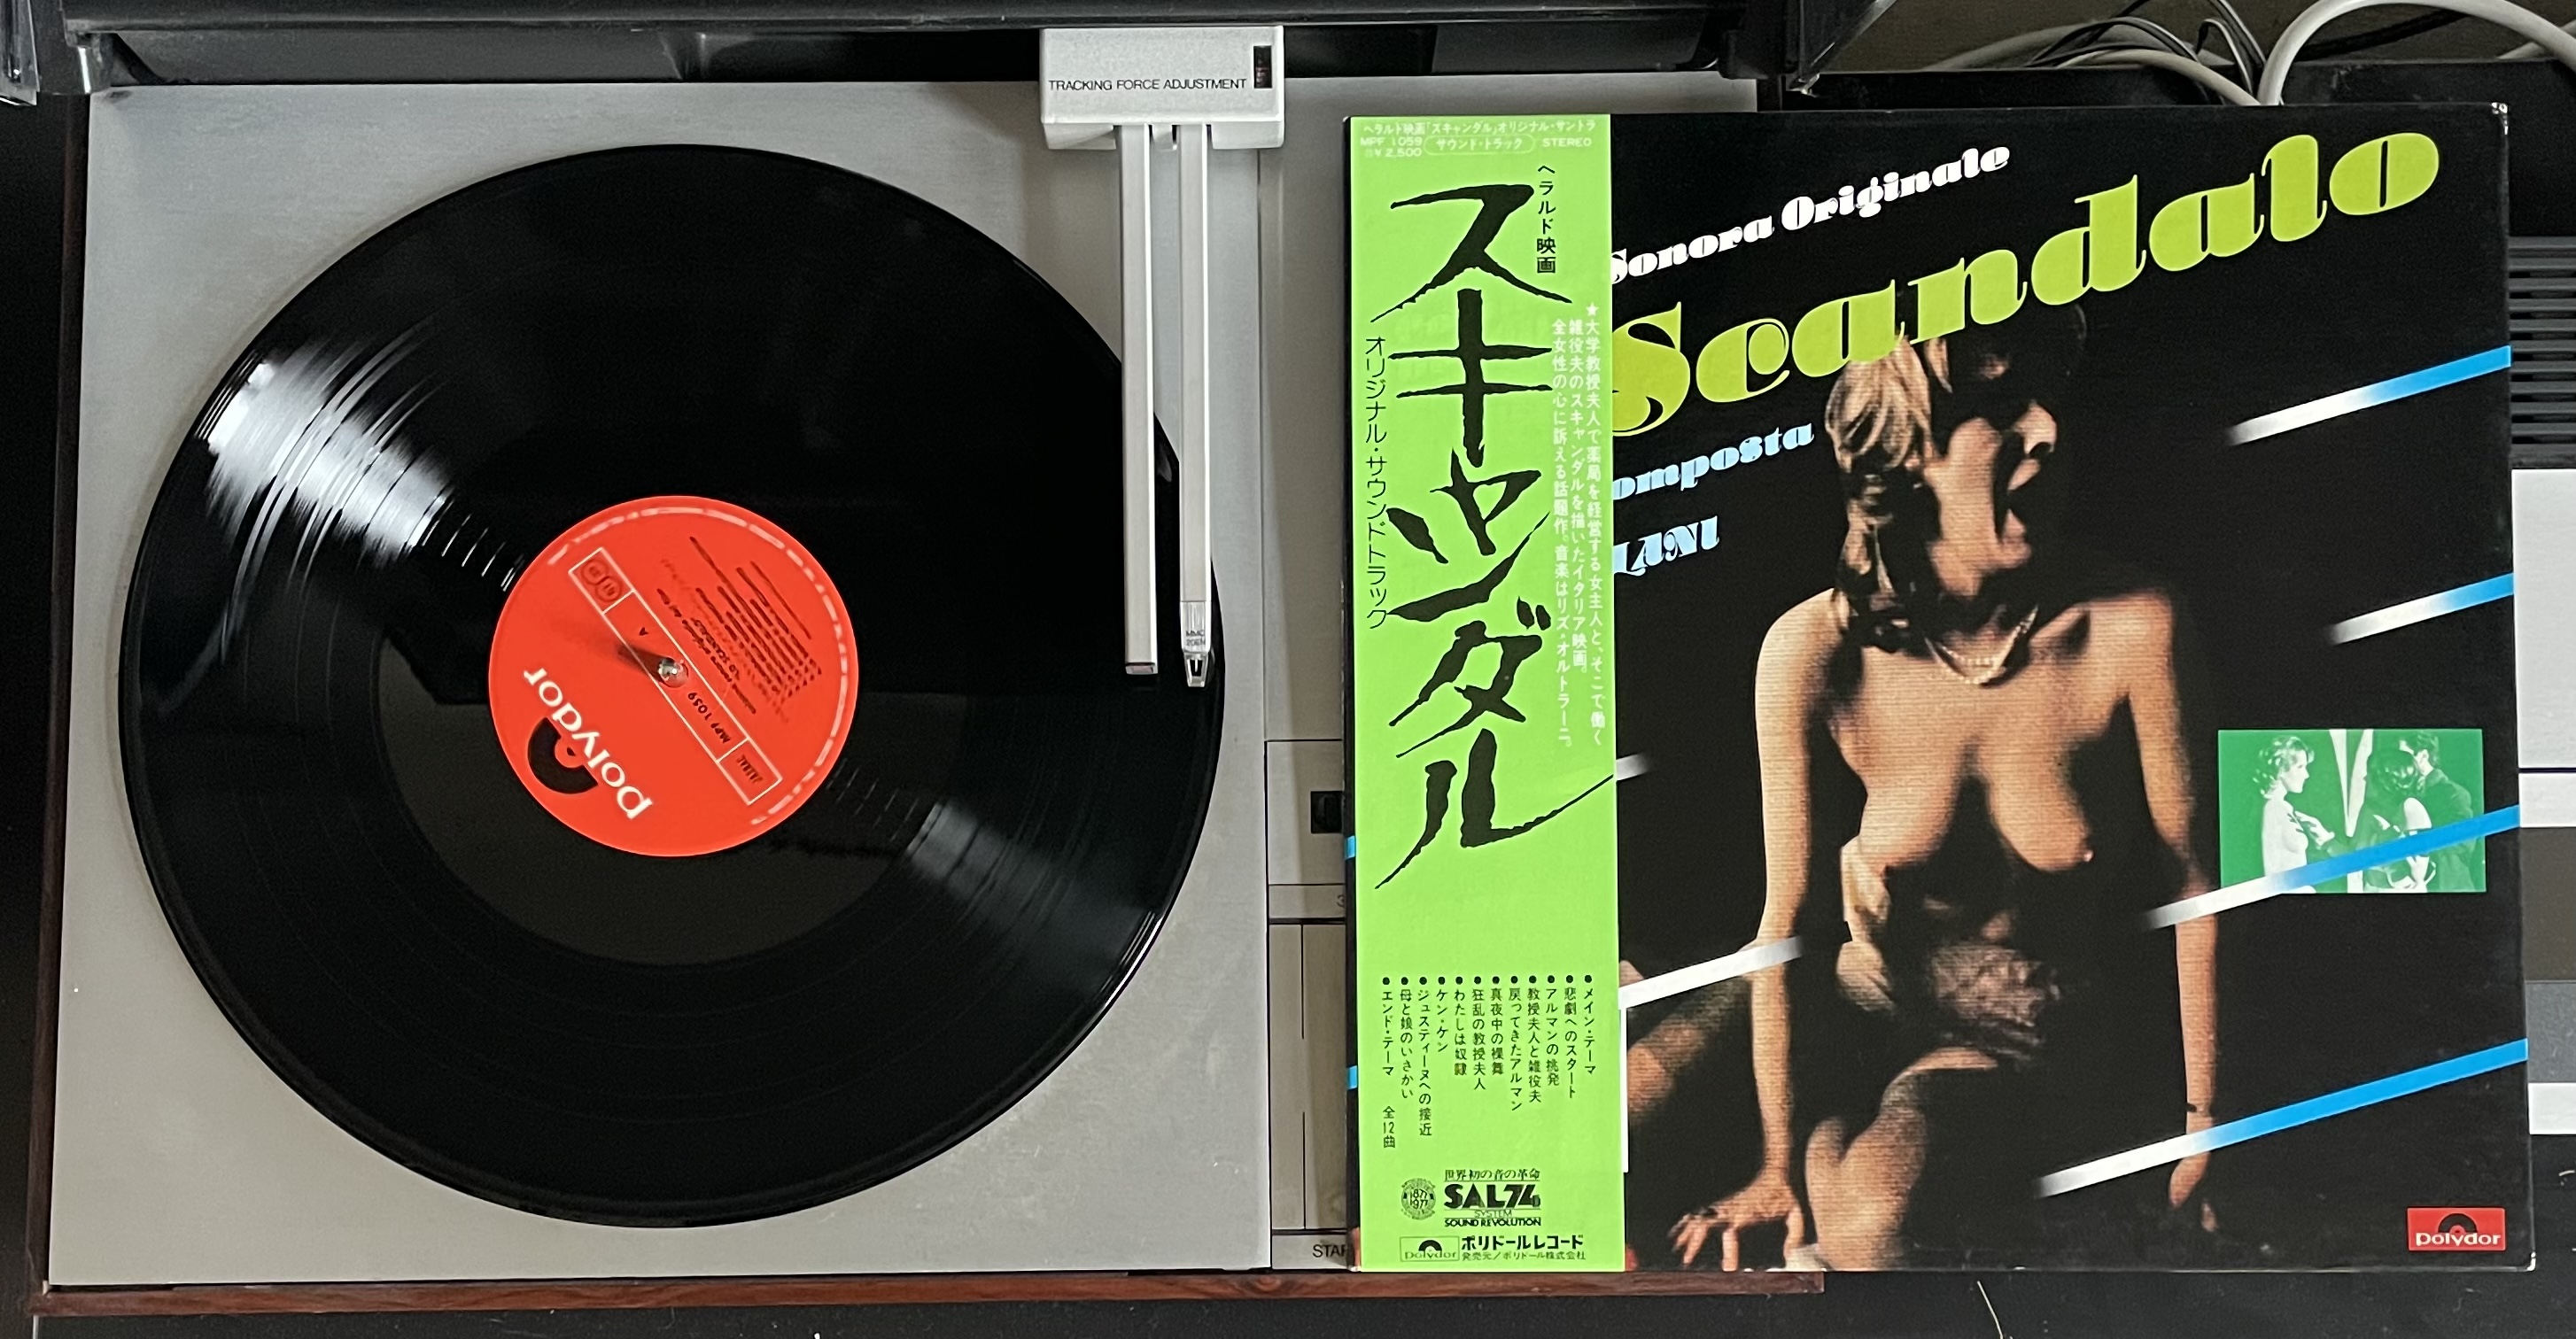 TRACKING FORCE ADJUSTMENT
MMC
20EN
polydor
MPF 1059
A
STAR
ヘラルド映画「スキャンダル」オリジナル・サントラ
MPF 1059
サウンド・トラック
STEREO
¥2,500
ヘラルド映画
スキャンダル
オリジナル・サウンドトラック
★大学教授夫人で薬局を経営する女主人と、そこで働く
雑役夫のスキャンダルを描いたイタリア映画。
全女性の心に訴える話題作。音楽はリズ・オルトラーニ。
●メイン・テーマ
●悲劇へのスタート
●アルマンの挑発
●教授夫人と雑役夫
●戻ってきたアルマン
●真夜中の裸舞
●狂乱の教授夫人
●わたしは奴隷
●ケン・ケン
●ジュスティーヌへの接近
●母と娘のいさかい
●エンド・テーマ 全12曲
世界初の音の革命
1877
1977
SAL74
SYSTEM
SOUND REVOLUTION
polydor
ポリドールレコード
発売元/ポリドール株式会社
Sonora Originale
Scandalo
omposta
LANI
polydor